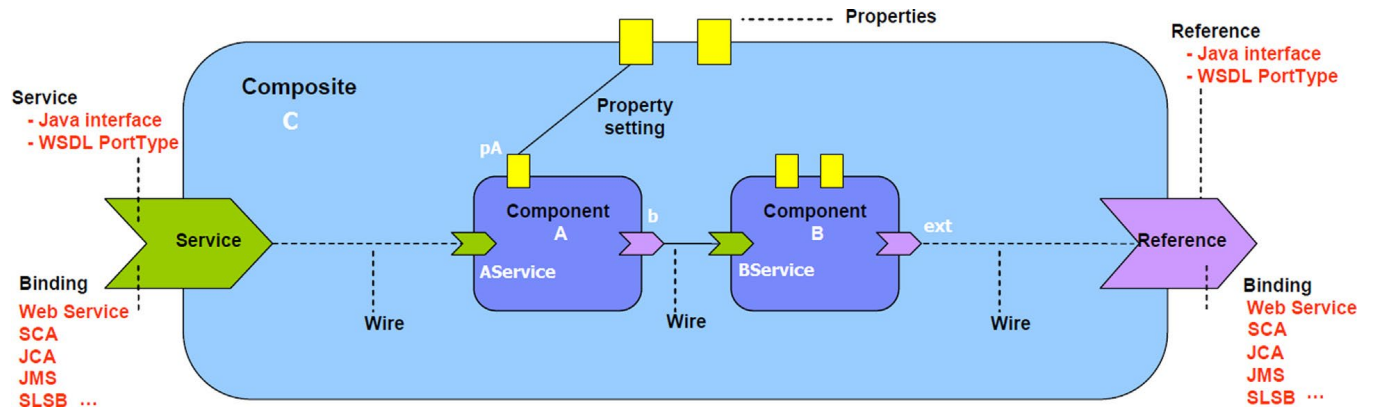 Properties
Reference
- Java interface
- WSDL PortType
Composite
C
Service
- Java interface
- WSDL PortType
Property
setting
pA
Component
A
b
Component
B
ext
Service
AService
BService
Reference
Binding
Web Service
SCA
JCA
JMS
SLSB ...
Wire
Wire
Wire
Binding
Web Service
SCA
JCA
JMS
SLSB ...